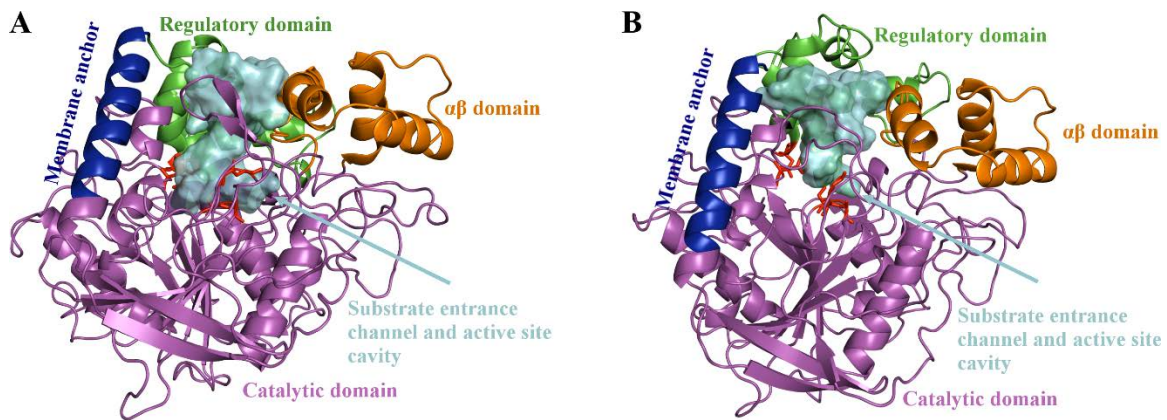 A
Regulatory domain
Membrane anchor
αβ domain
Substrate entrance
channel and active site
cavity
Catalytic domain
B
Regulatory domain
Membrane anchor
αβ domain
Substrate entrance
channel and active site
cavity
Catalytic domain